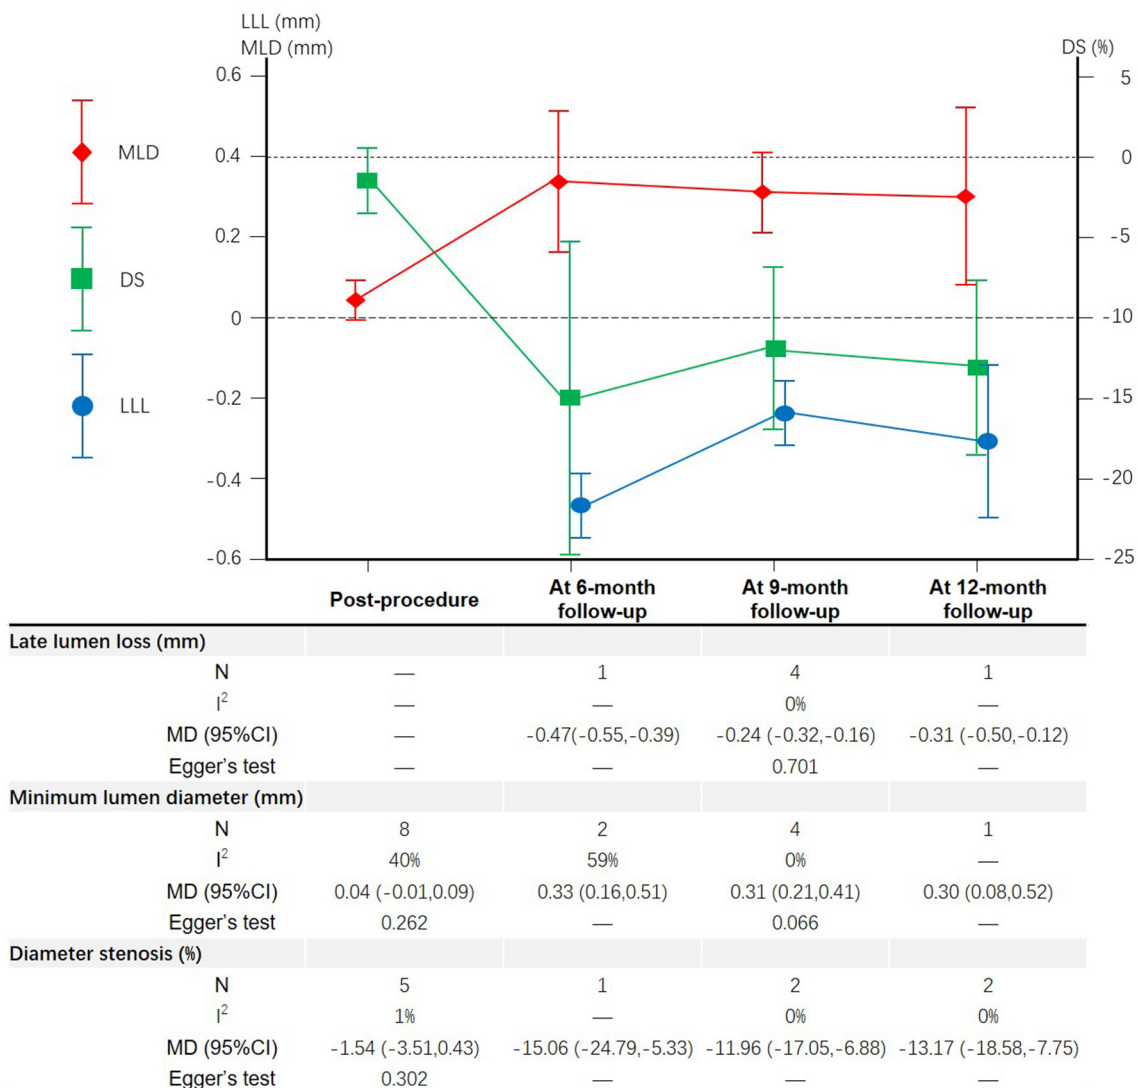 LLL (mm)
MLD (mm)
DS (%)
0.6
0.4
0.2
0
-0.2
-0.4
-0.6
5
0
-5
-10
-15
-20
-25
MLD
DS
LLL
Post-procedure
At 6-month follow-up
At 9-month follow-up
At 12-month follow-up
Late lumen loss (mm)
N — 1 4 1
I² — — 0% —
MD (95%CI) — -0.47(-0.55,-0.39) -0.24 (-0.32,-0.16) -0.31 (-0.50,-0.12)
Egger's test — — 0.701 —
Minimum lumen diameter (mm)
N 8 2 4 1
I² 40% 59% 0% —
MD (95%CI) 0.04 (-0.01,0.09) 0.33 (0.16,0.51) 0.31 (0.21,0.41) 0.30 (0.08,0.52)
Egger's test 0.262 — 0.066 —
Diameter stenosis (%)
N 5 1 2 2
I² 1% — 0% 0%
MD (95%CI) -1.54 (-3.51,0.43) -15.06 (-24.79,-5.33) -11.96 (-17.05,-6.88) -13.17 (-18.58,-7.75)
Egger's test 0.302 — — —